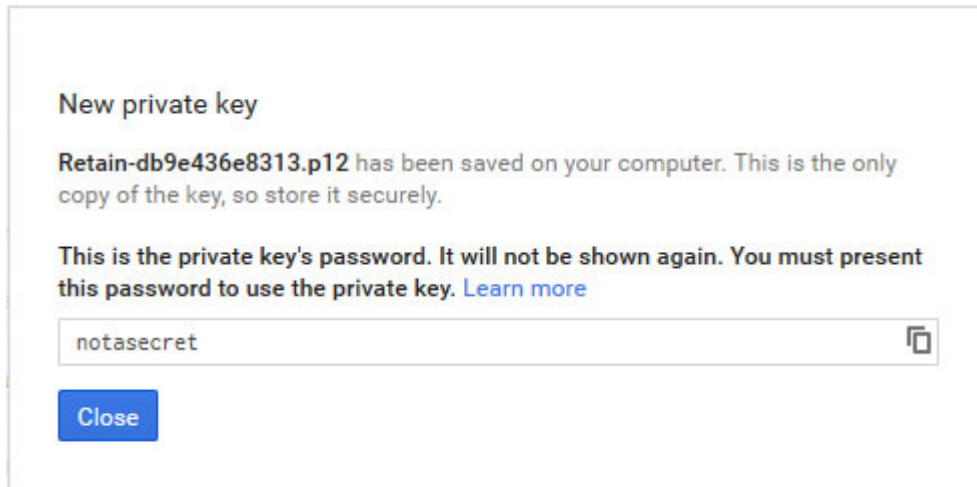 New private key
Retain-db9e436e8313.p12 has been saved on your computer. This is the only
copy of the key, so store it securely.
This is the private key's password. It will not be shown again. You must present
this password to use the private key. Learn more
notasecret
Close